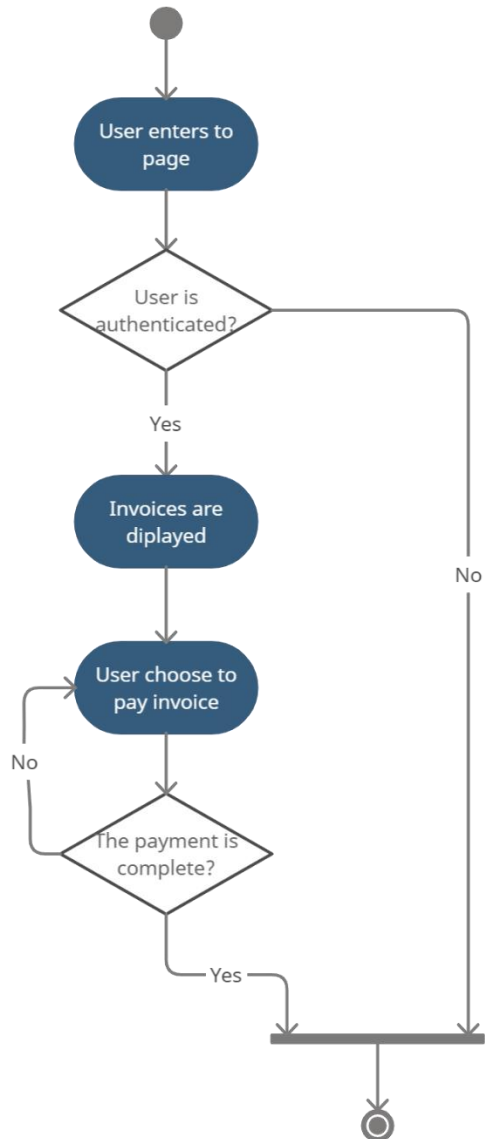 User enters to
page
User is
authenticated?
Yes
Invoices are
diplayed
No
User choose to
pay invoice
No
The payment is
complete?
Yes